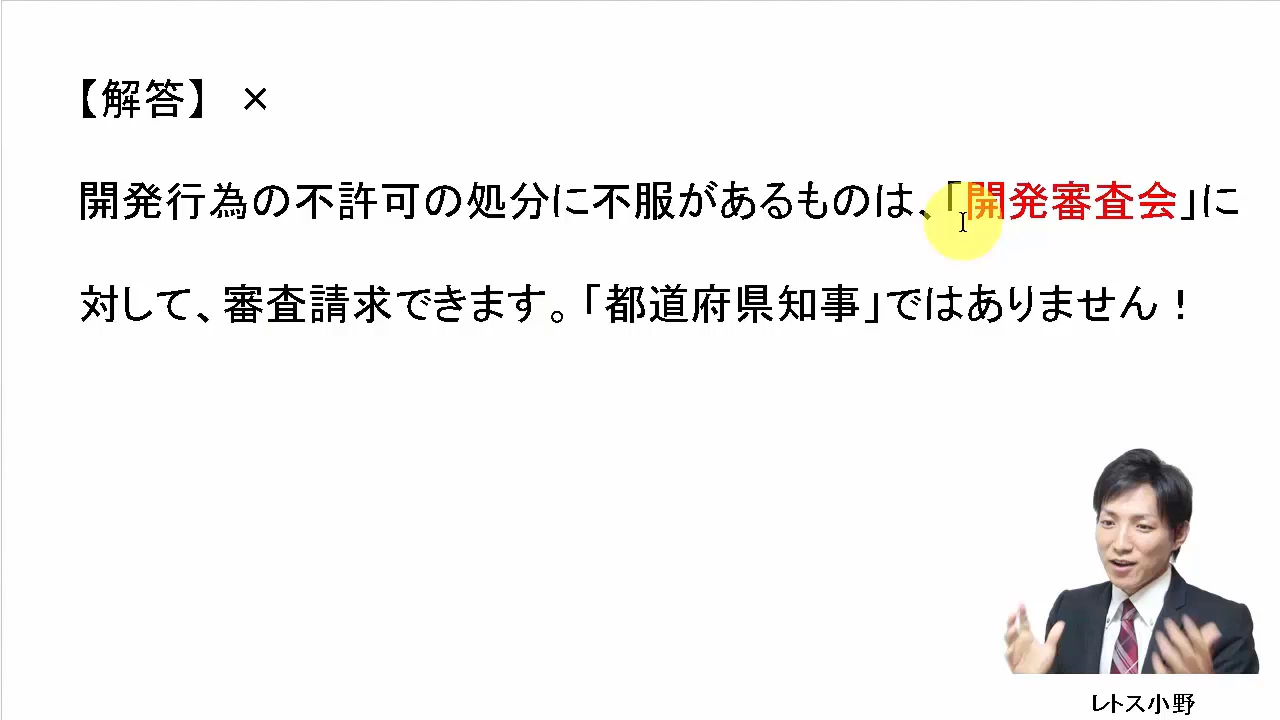 【解答】 ×
開発行為の不許可の処分に不服があるものは、「開発審査会」に
対して、審査請求できます。「都道府県知事」ではありません！
レトス小野